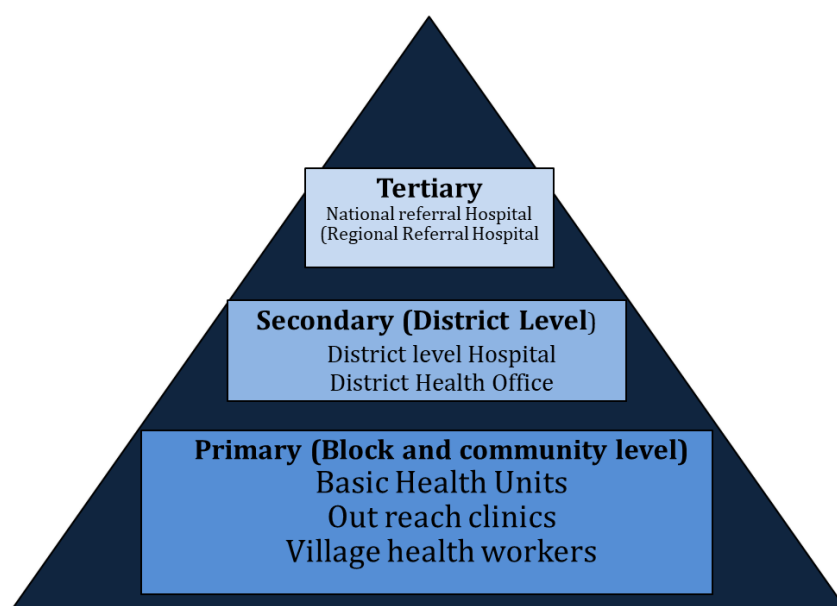 Tertiary
National referral Hospital
(Regional Referral Hospital
Secondary (District Level)
District level Hospital
District Health Office
Primary (Block and community level)
Basic Health Units
Out reach clinics
Village health workers